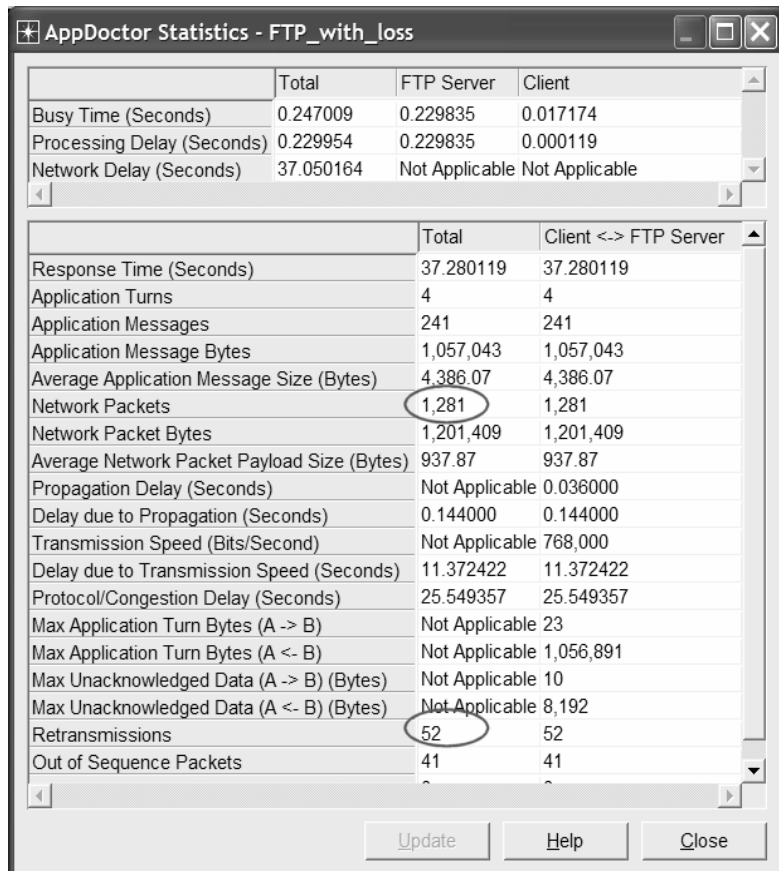 AppDoctor Statistics - FTP_with_loss
Total FTP Server Client
Busy Time (Seconds) 0.247009 0.229835 0.017174
Processing Delay (Seconds) 0.229954 0.229835 0.000119
Network Delay (Seconds) 37.050164 Not Applicable Not Applicable
Total Client <-> FTP Server
Response Time (Seconds) 37.280119 37.280119
Application Turns 4 4
Application Messages 241 241
Application Message Bytes 1,057,043 1,057,043
Average Application Message Size (Bytes) 4,386.07 4,386.07
Network Packets 1,281 1,281
Network Packet Bytes 1,201,409 1,201,409
Average Network Packet Payload Size (Bytes) 937.87 937.87
Propagation Delay (Seconds) Not Applicable 0.036000
Delay due to Propagation (Seconds) 0.144000 0.144000
Transmission Speed (Bits/Second) Not Applicable 768,000
Delay due to Transmission Speed (Seconds) 11.372422 11.372422
Protocol/Congestion Delay (Seconds) 25.549357 25.549357
Max Application Turn Bytes (A -> B) Not Applicable 23
Max Application Turn Bytes (A <- B) Not Applicable 1,056,891
Max Unacknowledged Data (A -> B) (Bytes) Not Applicable 10
Max Unacknowledged Data (A <- B) (Bytes) Not Applicable 8,192
Retransmissions 52 52
Out of Sequence Packets 41 41
Update Help Close